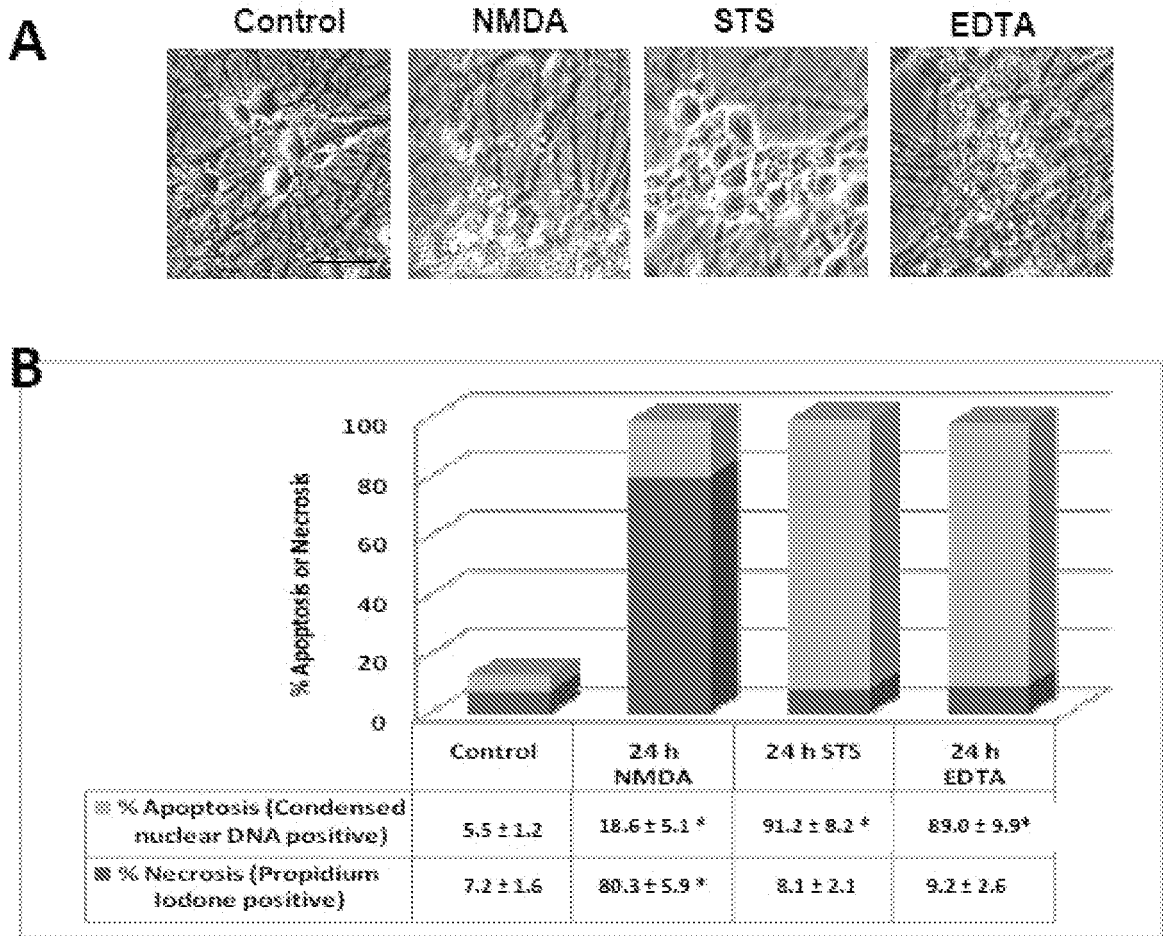 A
Control NMDA STS EDTA
B
% Apoptosis or Necrosis
100
80
60
40
20
0
Control 24 h NMDA 24 h STS 24 h EDTA
% Apoptosis (Condensed nuclear DNA positive) 5.5 ± 1.2 18.6 ± 5.1 * 91.2 ± 8.2 * 89.0 ± 9.9*
% Necrosis (Propidium Iodone positive) 7.2 ± 1.6 80.3 ± 5.9 * 8.1 ± 2.1 9.2 ± 2.6